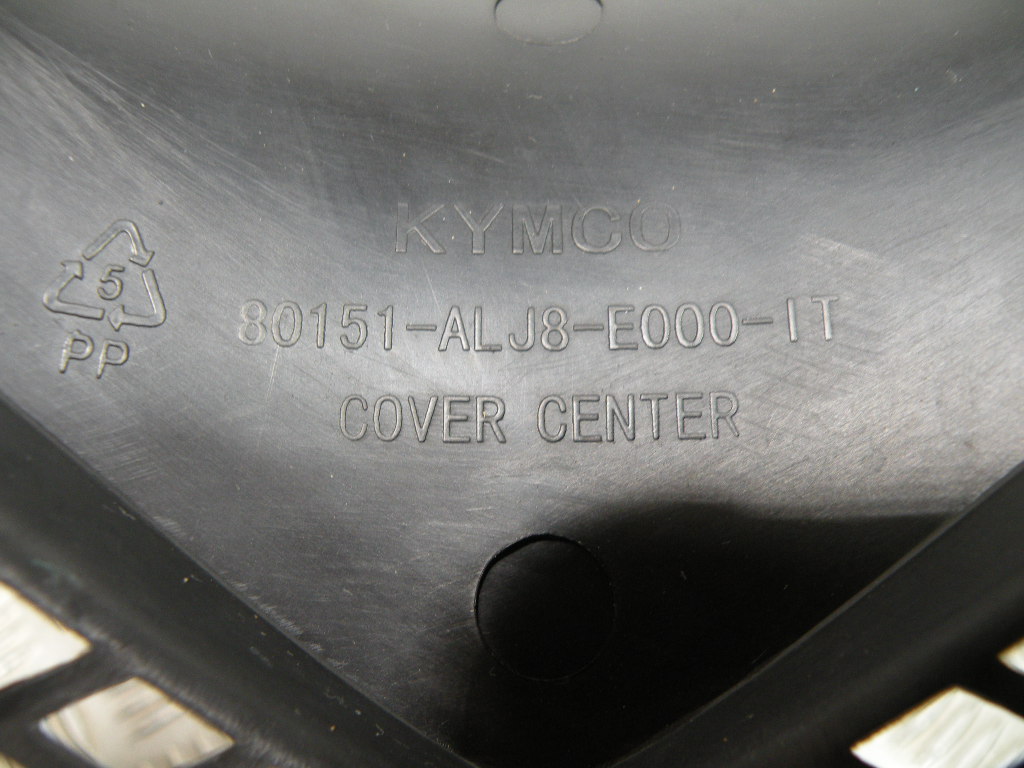 KYMCO
5
PP
80151-ALJ8-E000-IT
COVER CENTER